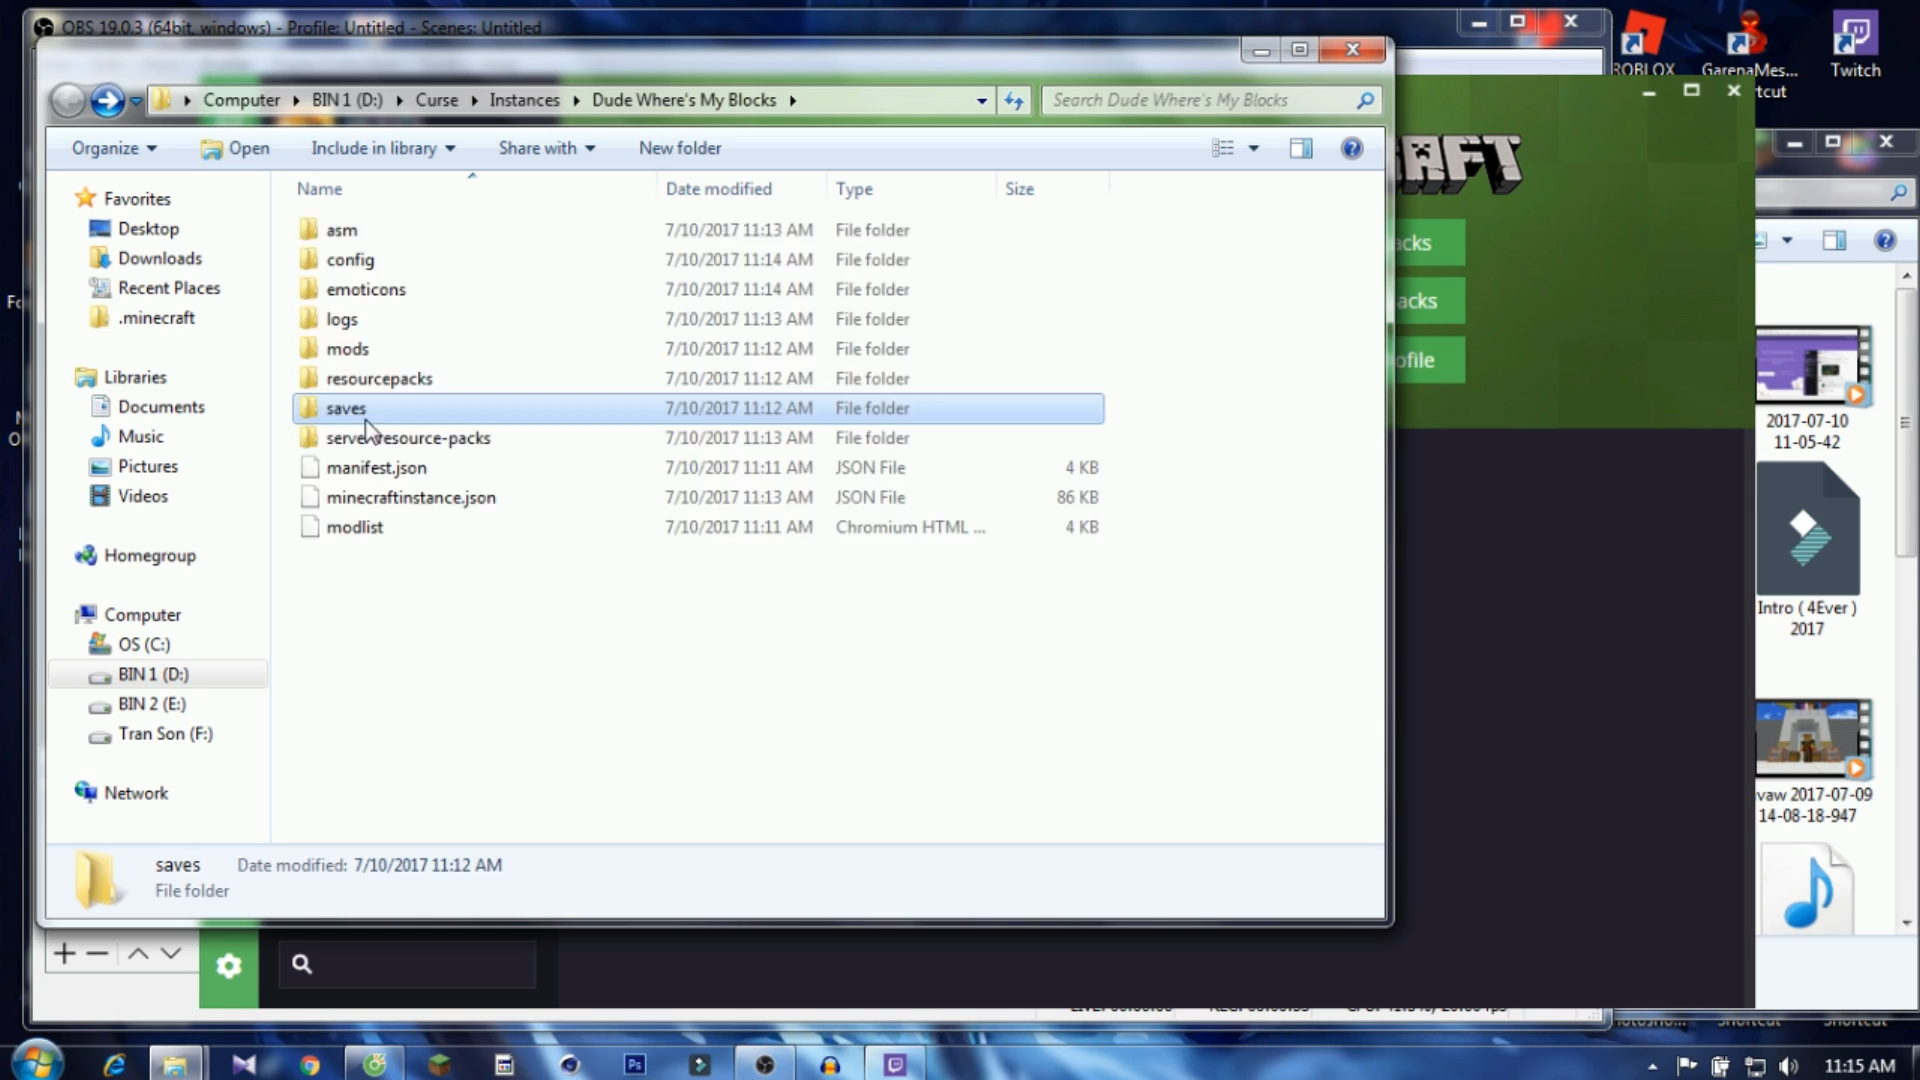 OBS 19.0.3 (64bit, windows) - Profile: Untitled - Scenes: Untitled
ROBLOX
GarenaMes...
tcut
Twitch
Computer
BIN 1 (D:)
Curse
Instances
Dude Where's My Blocks
Search Dude Where's My Blocks
Organize
Open
Include in library
Share with
New folder
Name
Date modified
Type
Size
asm 7/10/2017 11:13 AM File folder
config 7/10/2017 11:14 AM File folder
emoticons 7/10/2017 11:14 AM File folder
logs 7/10/2017 11:13 AM File folder
mods 7/10/2017 11:12 AM File folder
resourcepacks 7/10/2017 11:12 AM File folder
saves 7/10/2017 11:12 AM File folder
server-resource-packs 7/10/2017 11:13 AM File folder
manifest.json 7/10/2017 11:11 AM JSON File 4 KB
minecraftinstance.json 7/10/2017 11:13 AM JSON File 86 KB
modlist 7/10/2017 11:11 AM Chromium HTML ... 4 KB
Favorites
Desktop
Downloads
Recent Places
.minecraft
Libraries
Documents
Music
Pictures
Videos
Homegroup
Computer
OS (C:)
BIN 1 (D:)
BIN 2 (E:)
Tran Son (F:)
Network
saves Date modified: 7/10/2017 11:12 AM
File folder
RAFT
acks
acks
ofile
2017-07-10
11-05-42
Intro ( 4Ever )
2017
vaw 2017-07-09
14-08-18-947
Ps
11:15 AM